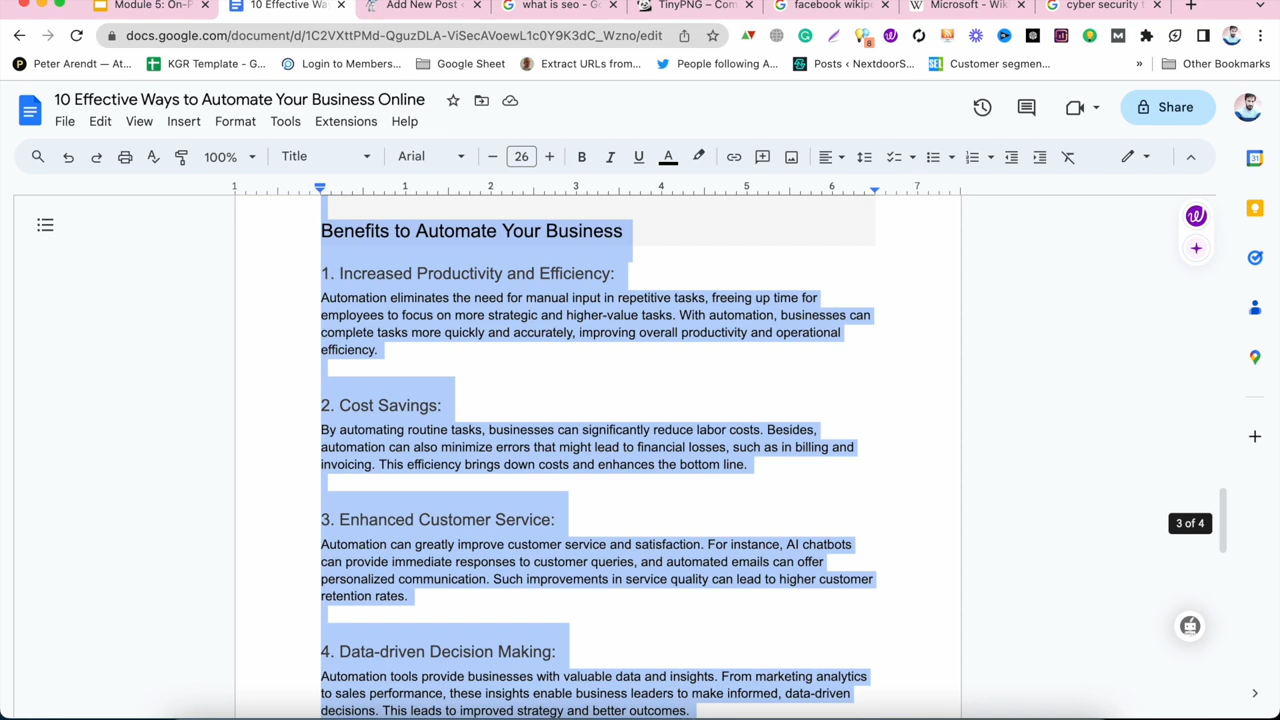 Module 5: On-P
10 Effective Wa
Add New Post
what is seo - G
TinyPNG – Com
facebook wikip
Microsoft - Wik
cyber security t
docs.google.com/document/d/1C2VXttPMd-QguzDLA-ViSecAVoewL1c0Y9K3dC_Wzno/edit
8
Peter Arendt — At...
KGR Template - G...
Login to Members...
Google Sheet
Extract URLs from...
People following A...
Posts ‹ NextdoorS...
Customer segmen...
»
Other Bookmarks
10 Effective Ways to Automate Your Business Online
File Edit View Insert Format Tools Extensions Help
Share
100% Title Arial 26 B I U A
1 1 2 3 4 5 6 7
31
Benefits to Automate Your Business
1. Increased Productivity and Efficiency:
Automation eliminates the need for manual input in repetitive tasks, freeing up time for
employees to focus on more strategic and higher-value tasks. With automation, businesses can
complete tasks more quickly and accurately, improving overall productivity and operational
efficiency.
2. Cost Savings:
By automating routine tasks, businesses can significantly reduce labor costs. Besides,
automation can also minimize errors that might lead to financial losses, such as in billing and
invoicing. This efficiency brings down costs and enhances the bottom line.
3. Enhanced Customer Service:
3 of 4
Automation can greatly improve customer service and satisfaction. For instance, AI chatbots
can provide immediate responses to customer queries, and automated emails can offer
personalized communication. Such improvements in service quality can lead to higher customer
retention rates.
4. Data-driven Decision Making:
Automation tools provide businesses with valuable data and insights. From marketing analytics
to sales performance, these insights enable business leaders to make informed, data-driven
decisions. This leads to improved strategy and better outcomes.